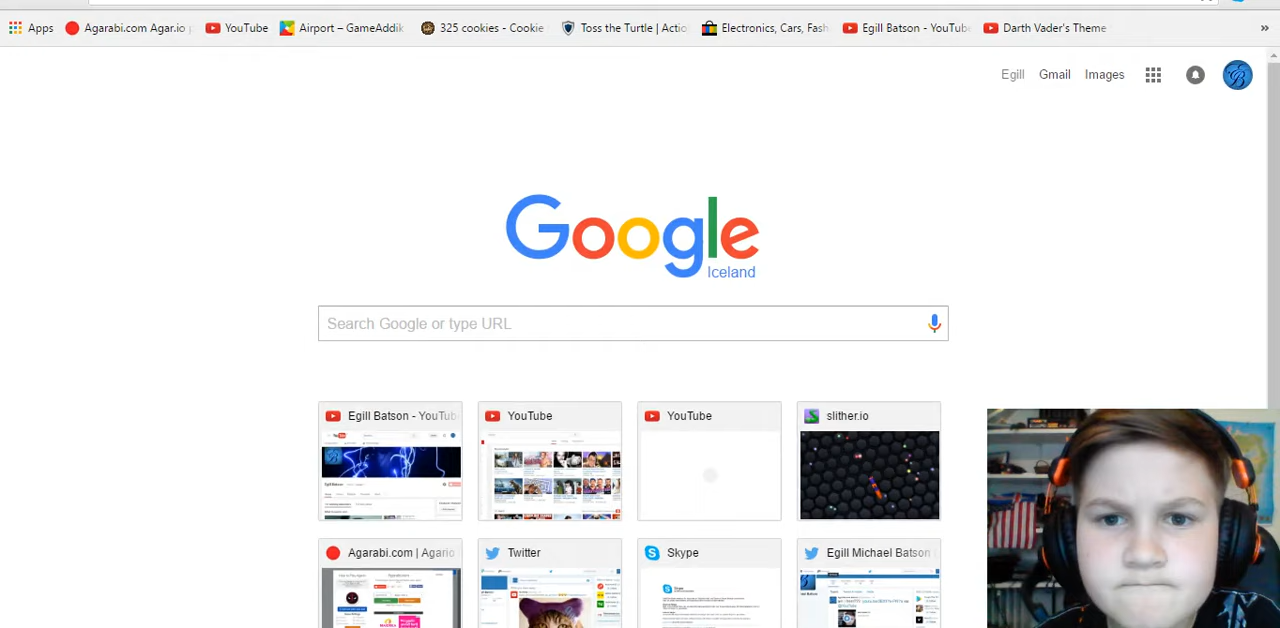 Apps Agarabi.com Agar.io p YouTube Airport – GameAddik 325 cookies - Cookie Toss the Turtle | Actio Electronics, Cars, Fash Egill Batson - YouTube Darth Vader's Theme »
Egill Gmail Images
Google
Iceland
Search Google or type URL
Egill Batson - YouTube YouTube YouTube slither.io
Agarabi.com | Agario Twitter Skype Egill Michael Batson